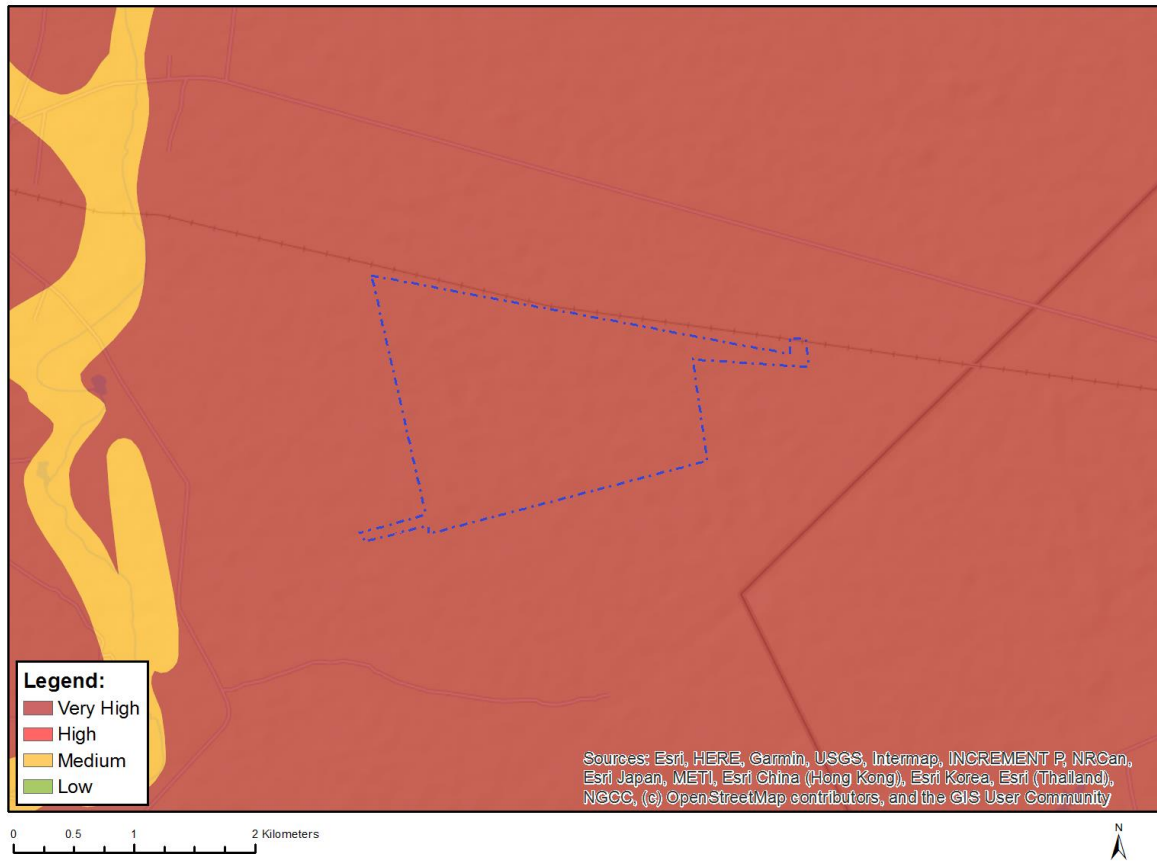 Legend:
Very High
High
Medium
Low
Sources: Esri, HERE, Garmin, USGS, Intermap, INCREMENT P, NRCan,
Esri Japan, METI, Esri China (Hong Kong), Esri Korea, Esri (Thailand),
NGCC, (c) OpenStreetMap contributors, and the GIS User Community
0 0.5 1 2 Kilometers
N